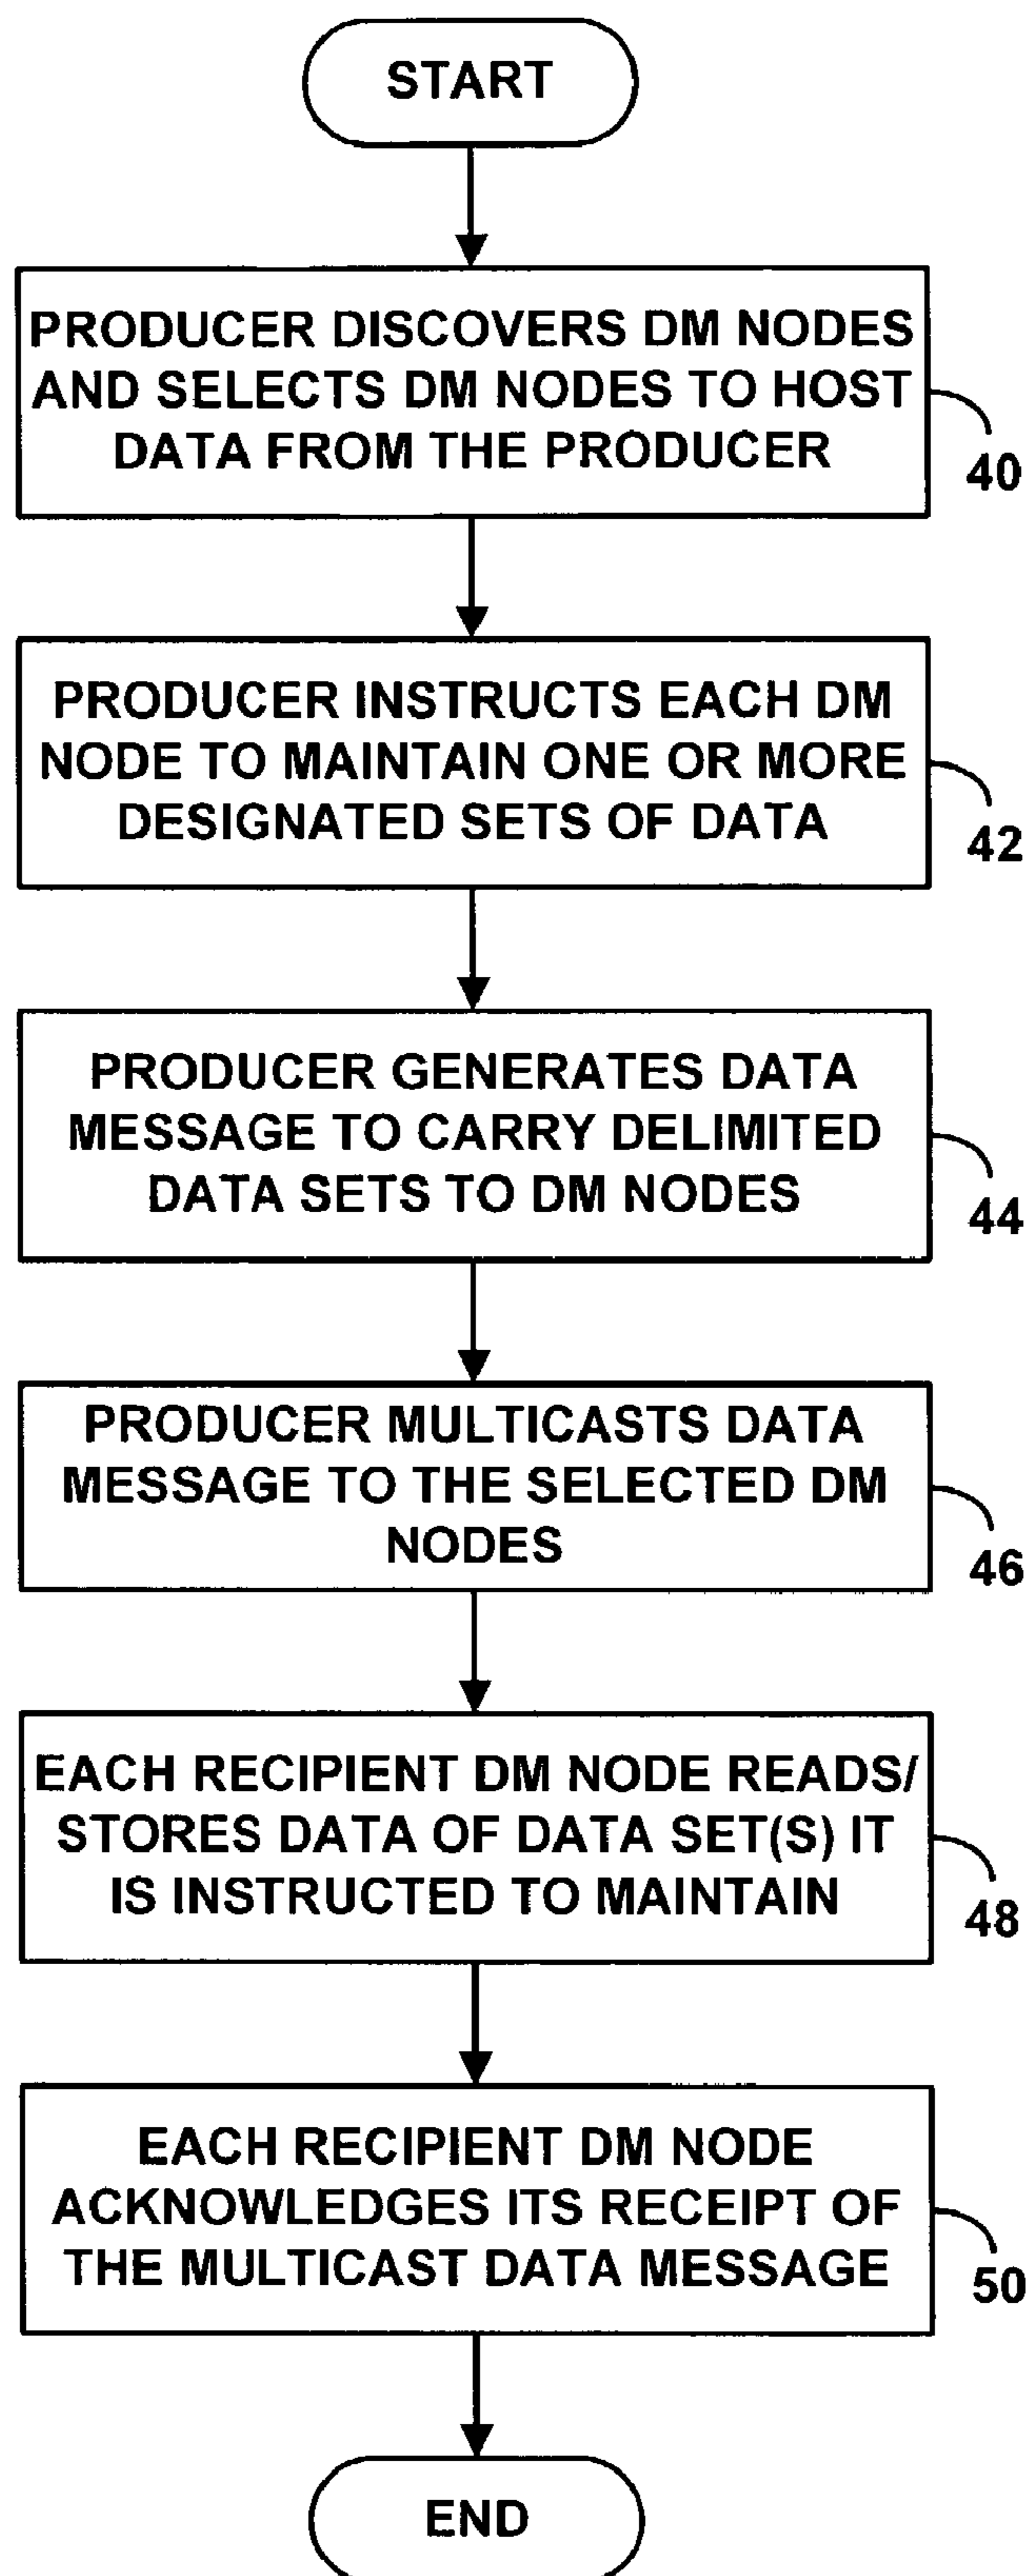 START
PRODUCER DISCOVERS DM NODES
AND SELECTS DM NODES TO HOST
DATA FROM THE PRODUCER
40
PRODUCER INSTRUCTS EACH DM
NODE TO MAINTAIN ONE OR MORE
DESIGNATED SETS OF DATA
42
PRODUCER GENERATES DATA
MESSAGE TO CARRY DELIMITED
DATA SETS TO DM NODES
44
PRODUCER MULTICASTS DATA
MESSAGE TO THE SELECTED DM
NODES
46
EACH RECIPIENT DM NODE READS/
STORES DATA OF DATA SET(S) IT
IS INSTRUCTED TO MAINTAIN
48
EACH RECIPIENT DM NODE
ACKNOWLEDGES ITS RECEIPT OF
THE MULTICAST DATA MESSAGE
50
END